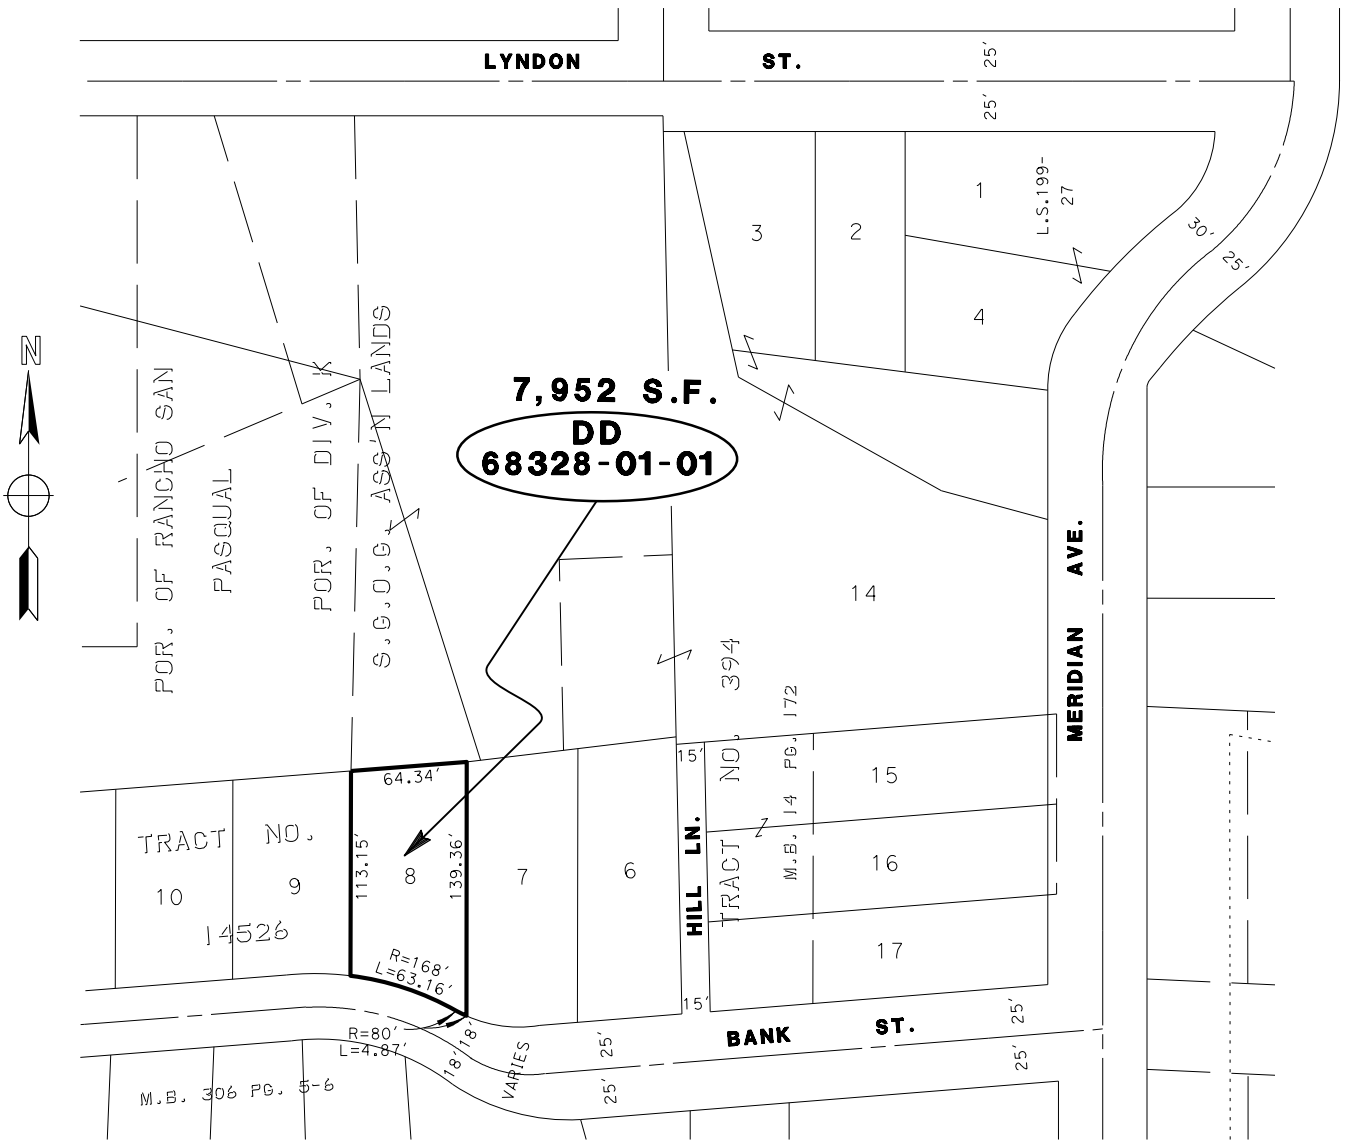 LYNDON ST.
25'
25'
1
L.S.199-
27
3
2
30'
25'
4
N
7,952 S.F.
DD
68328-01-01
POR. OF RANCHO SAN
PASQUAL
POR. OF DIV. K
S.G.O.G. ASS'N LANDS
MERIDIAN AVE.
14
TRACT NO. 394
M.B. 14 PG. 172
64.34'
15'
15
TRACT NO.
14526
113.15'
139.36'
10
9
8
7
6
HILL LN.
16
17
R=168'
L=63.16'
15'
R=80'
L=4.87'
18'
18'
VARIES
25'
25'
BANK ST.
25'
25'
M.B. 306 PG. 5-6